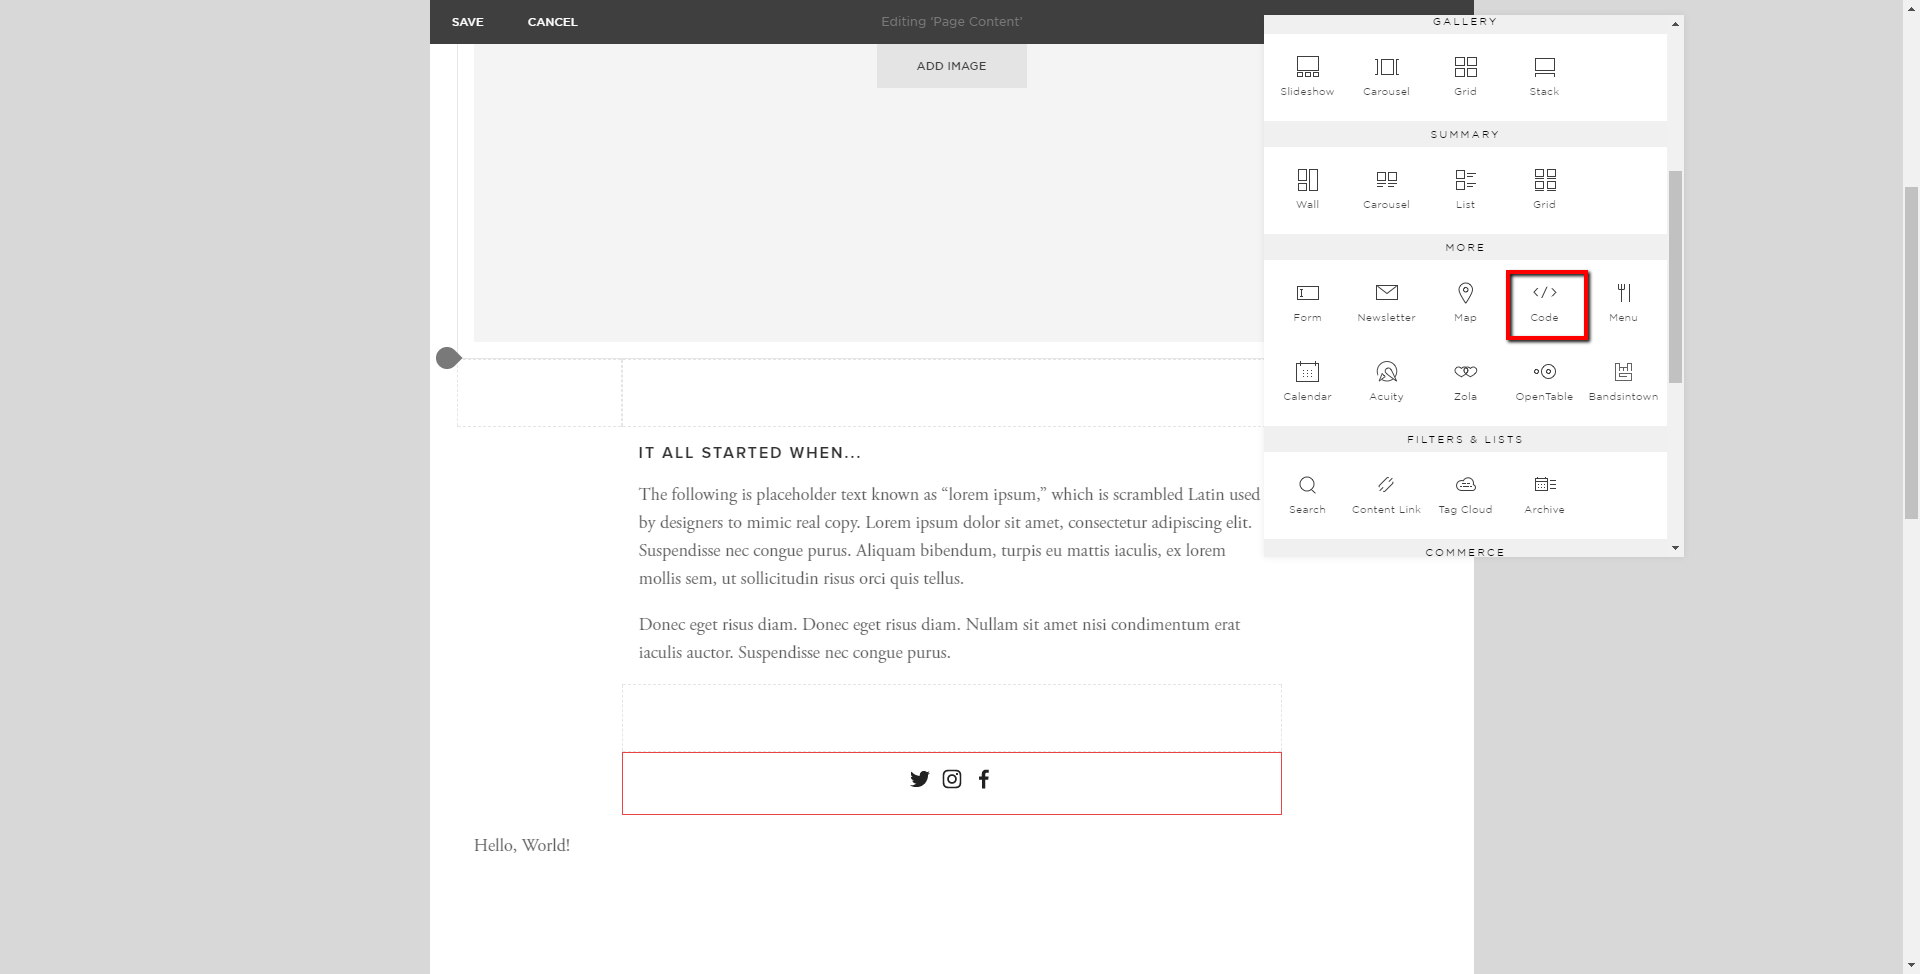 SAVE CANCEL Editing 'Page Content'
ADD IMAGE
IT ALL STARTED WHEN...
The following is placeholder text known as “lorem ipsum,” which is scrambled Latin used
by designers to mimic real copy. Lorem ipsum dolor sit amet, consectetur adipiscing elit.
Suspendisse nec congue purus. Aliquam bibendum, turpis eu mattis iaculis, ex lorem
mollis sem, ut sollicitudin risus orci quis tellus.
Donec eget risus diam. Donec eget risus diam. Nullam sit amet nisi condimentum erat
iaculis auctor. Suspendisse nec congue purus.
Hello, World!
GALLERY
Slideshow Carousel Grid Stack
SUMMARY
Wall Carousel List Grid
MORE
Form Newsletter Map Code Menu
Calendar Acuity Zola OpenTable Bandsintown
FILTERS & LISTS
Search Content Link Tag Cloud Archive
COMMERCE